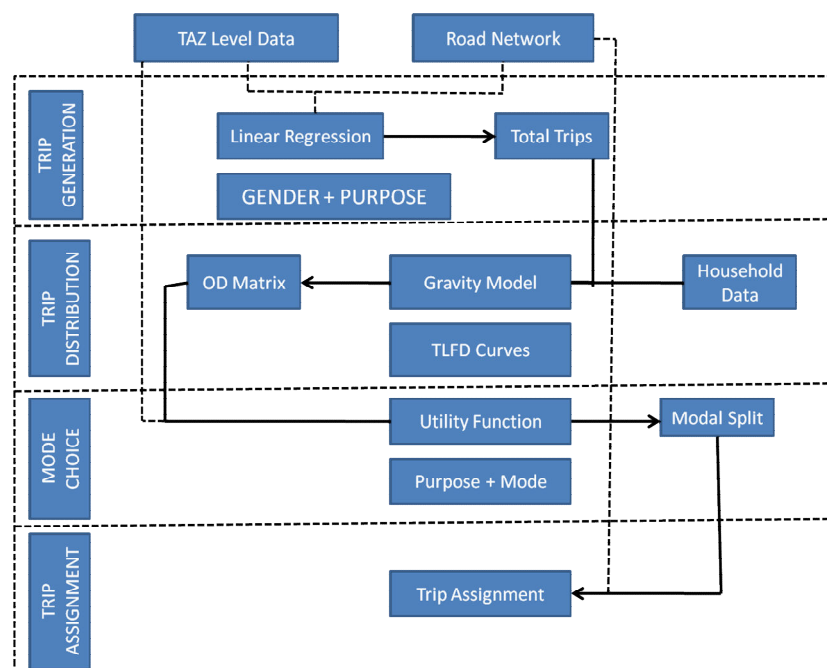 TAZ Level Data
Road Network
TRIP
GENERATION
Linear Regression
Total Trips
GENDER + PURPOSE
TRIP
DISTRIBUTION
OD Matrix
Gravity Model
Household
Data
TLFD Curves
MODE
CHOICE
Utility Function
Modal Split
Purpose + Mode
TRIP
ASSIGNMENT
Trip Assignment